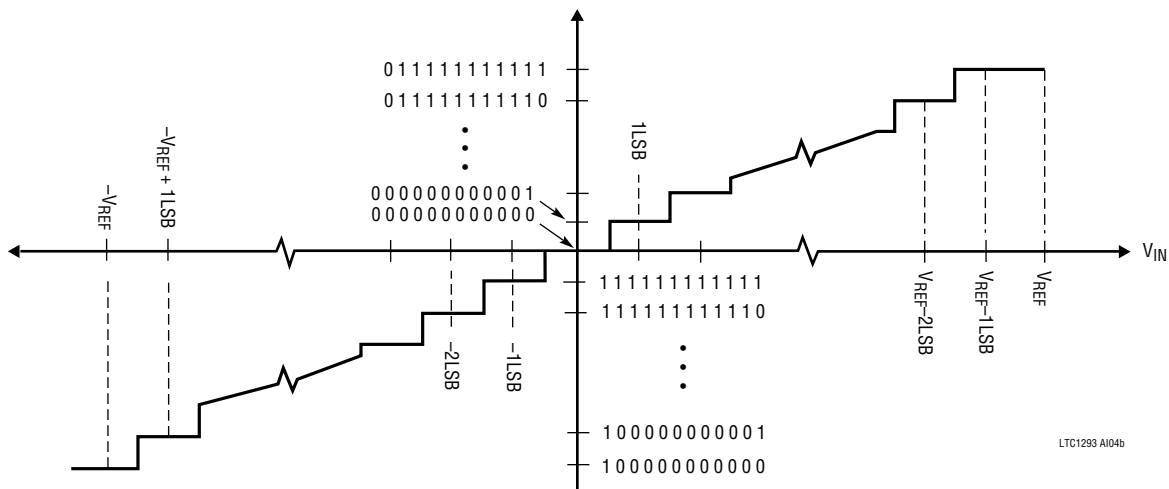 011111111111
011111111110
000000000001
000000000000
–VREF
–VREF + 1LSB
1LSB
VIN
–2LSB
–1LSB
111111111111
111111111110
VREF–2LSB
VREF–1LSB
VREF
100000000001
100000000000
LTC1293 AI04b